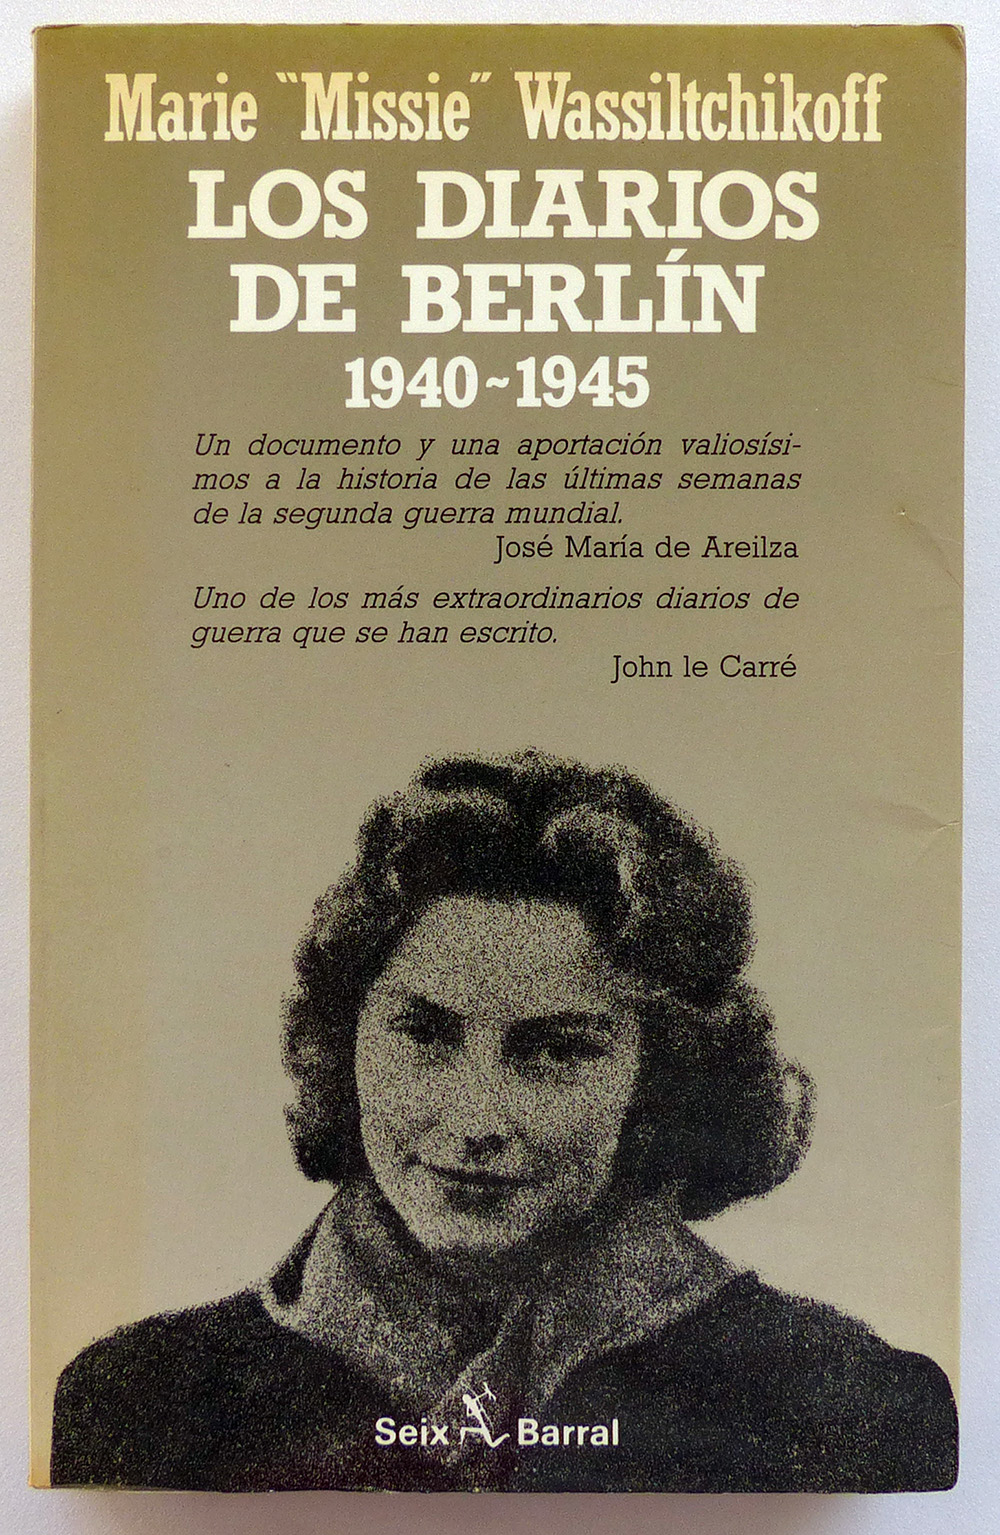 Marie "Missie" Wassiltchikoff
LOS DIARIOS
DE BERLÍN
1940~1945
Un documento y una aportación valiosísi-
mos a la historia de las últimas semanas
de la segunda guerra mundial.
José María de Areilza
Uno de los más extraordinarios diarios de
guerra que se han escrito.
John le Carré
Seix Barral